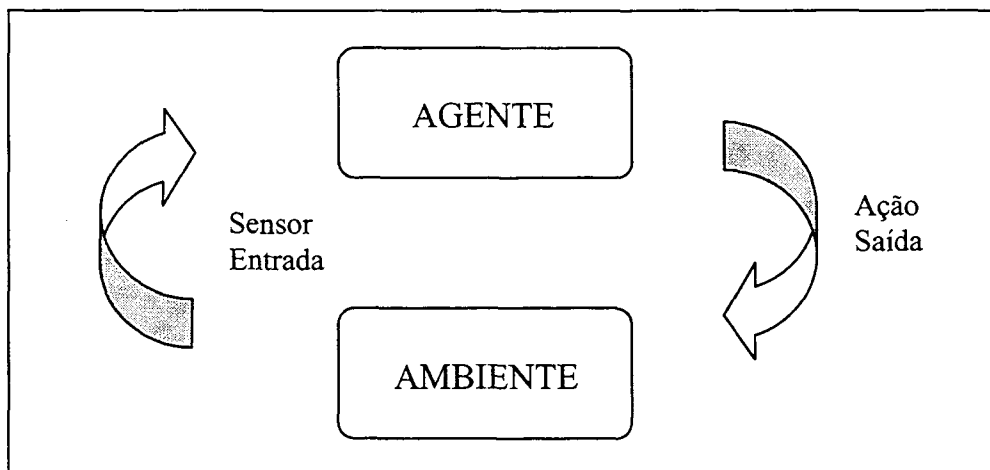 AGENTE
Sensor
Entrada
Ação
Saída
AMBIENTE